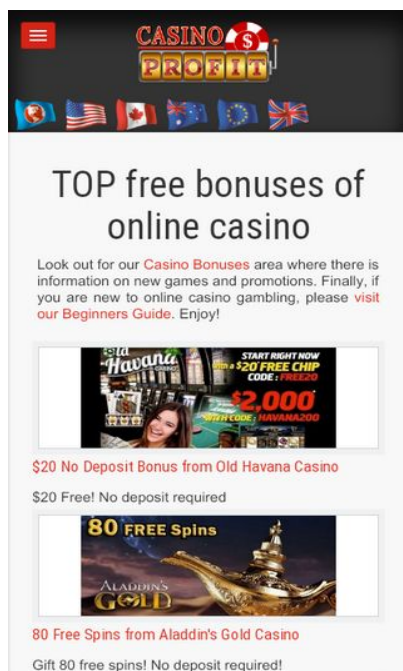 CASINO $
PROFIT
TOP free bonuses of
online casino
Look out for our Casino Bonuses area where there is
information on new games and promotions. Finally, if
you are new to online casino gambling, please visit
our Beginners Guide. Enjoy!
Old
Havana
CASINO
START RIGHT NOW
with a $20 FREE CHIP
CODE : FREE20
$2,000
WITH CODE : HAVANA200
$20 No Deposit Bonus from Old Havana Casino
$20 Free! No deposit required
80 FREE Spins
ALADDIN'S
GOLD
80 Free Spins from Aladdin's Gold Casino
Gift 80 free spins! No deposit required!